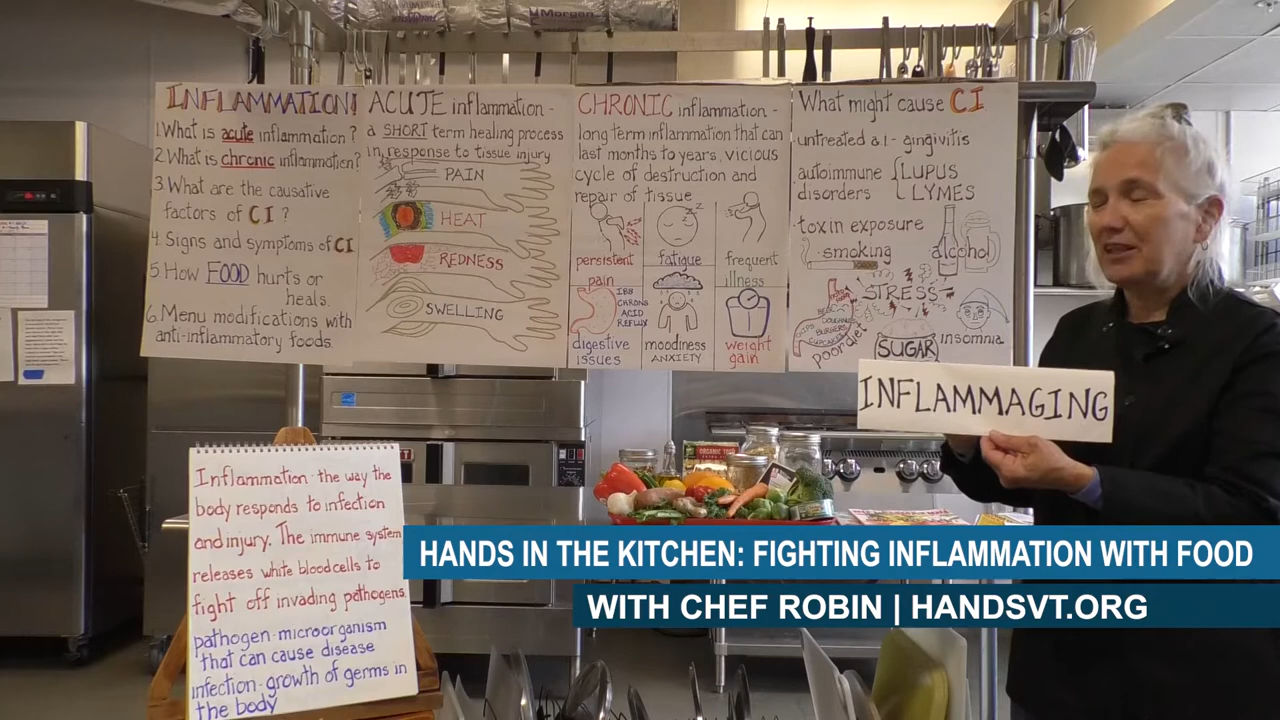 INFLAMMATION!
1. What is acute inflammation?
2. What is chronic inflammation?
3. What are the causative
factors of CI?
4. Signs and symptoms of CI
5. How FOOD hurts or
heals.
6. Menu modifications with
anti-inflammatory foods
ACUTE inflammation -
a SHORT term healing process
in response to tissue injury
PAIN
HEAT
REDNESS
SWELLING
CHRONIC inflammation -
long term inflammation that can
last months to years, vicious
cycle of destruction and
repair of tissue
persistent
pain
fatigue
frequent
illness
IBS
CHRONS
ACID
REFLUX
digestive
issues
moodiness
ANXIETY
weight
gain
What might cause CI
untreated a.i - gingivitis
autoimmune
disorders
LUPUS
LYMES
toxin exposure
smoking
alcohol
STRESS
CHIPS
BURGERS
poor diet
SUGAR
insomnia
INFLAMMAGING
Inflammation - the way the
body responds to infection
and injury. The immune system
releases white blood cells to
fight off invading pathogens.
pathogen - microorganism
that can cause disease
infection - growth of germs in
the body
HANDS IN THE KITCHEN: FIGHTING INFLAMMATION WITH FOOD
WITH CHEF ROBIN | HANDSVT.ORG